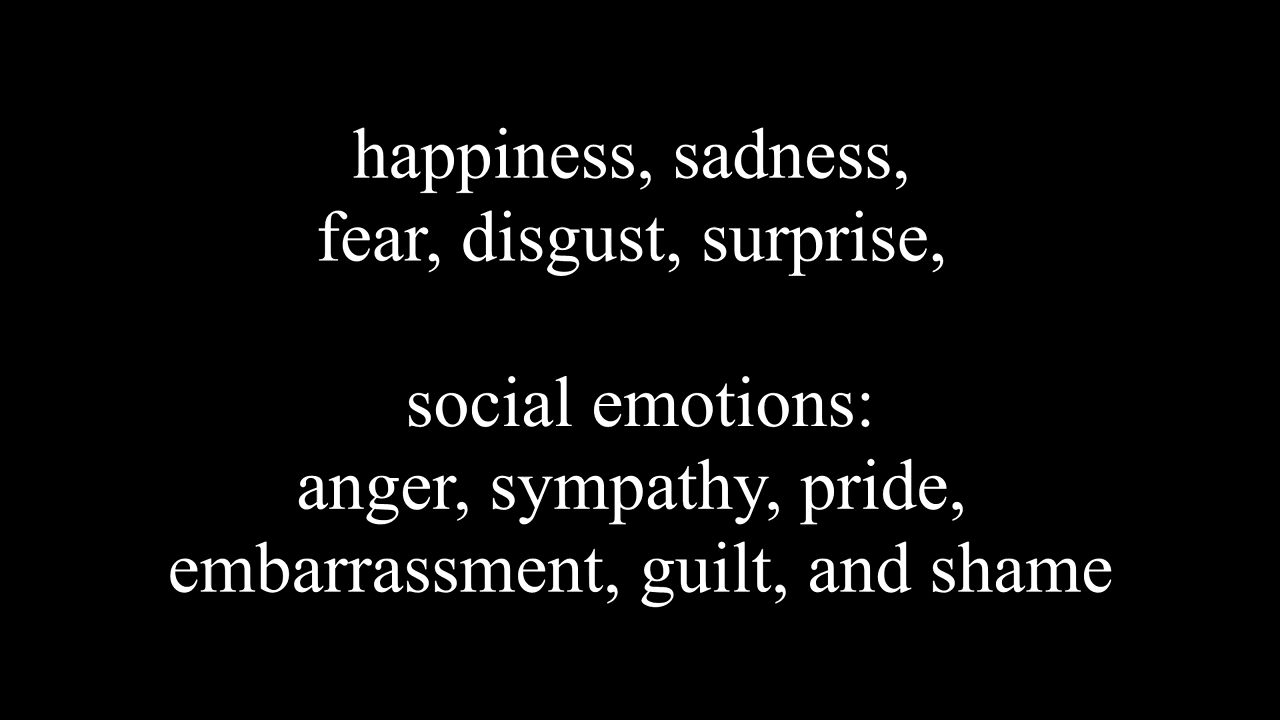 happiness, sadness,
fear, disgust, surprise,
social emotions:
anger, sympathy, pride,
embarrassment, guilt, and shame